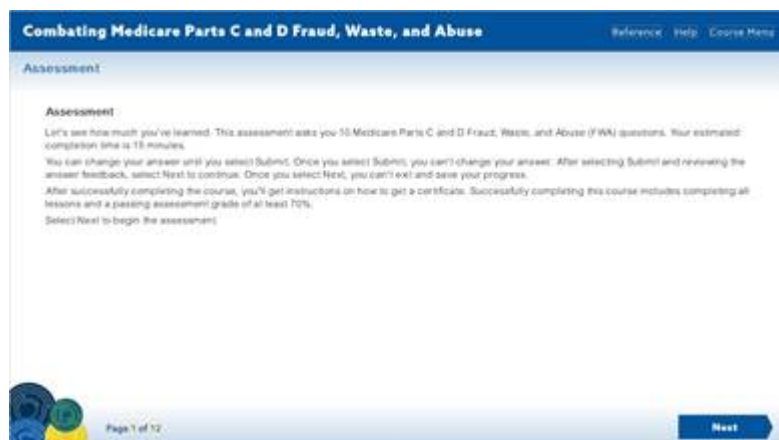 Combating Medicare Parts C and D Fraud, Waste, and Abuse
Reference Help Course Menu
Assessment
Assessment
Let's see how much you've learned. This assessment asks you 10 Medicare Parts C and D Fraud, Waste, and Abuse (FWA) questions. Your estimated
completion time is 15 minutes.
You can change your answer until you select Submit. Once you select Submit, you can't change your answer. After selecting Submit and reviewing the
answer feedback, select Next to continue. Once you select Next, you can't exit and save your progress.
After successfully completing the course, you'll get instructions on how to get a certificate. Successfully completing this course includes completing all
lessons and a passing assessment grade of at least 70%.
Select Next to begin the assessment.
Page 1 of 12
Next